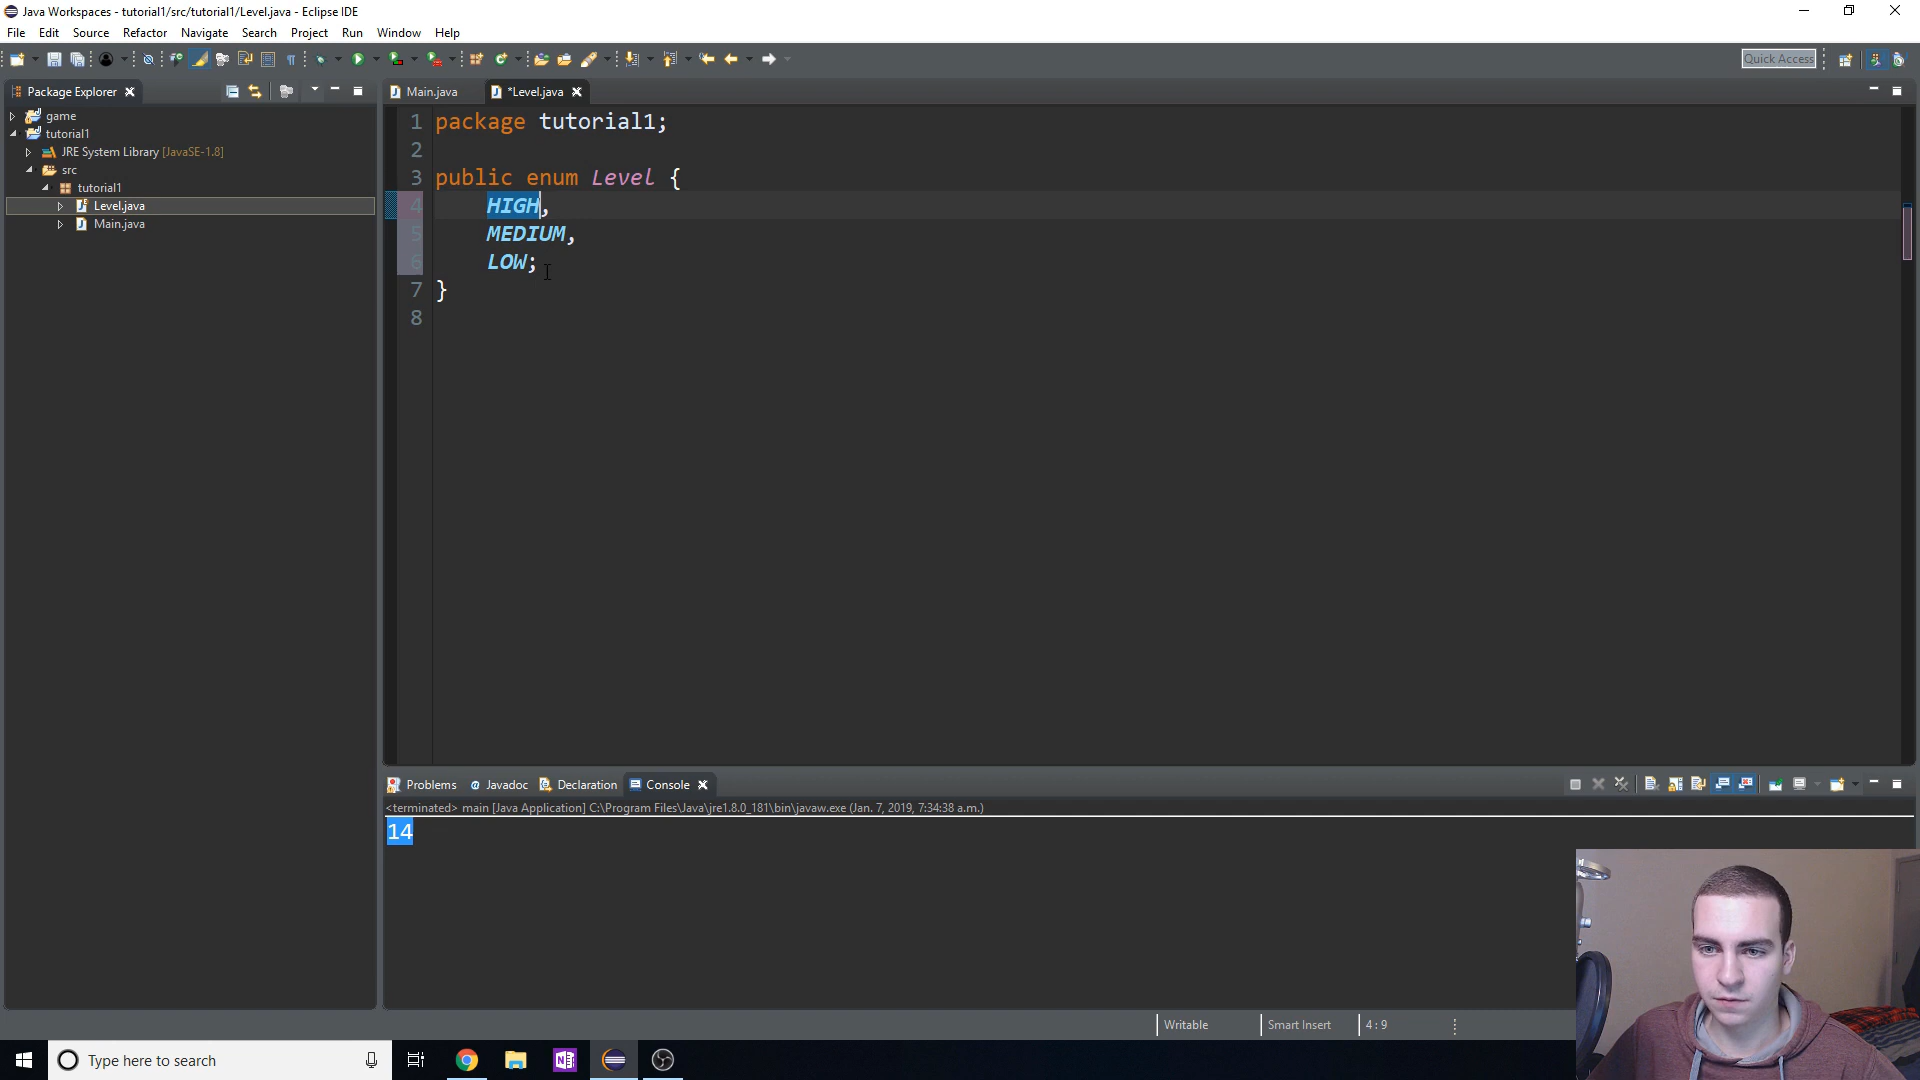 Java Workspaces - tutorial1/src/tutorial1/Level.java - Eclipse IDE
File Edit Source Refactor Navigate Search Project Run Window Help
Quick Access
Package Explorer
Main.java
*Level.java
game
tutorial1
JRE System Library [JavaSE-1.8]
src
tutorial1
Level.java
Main.java
1 package tutorial1;
2
3 public enum Level {
4 HIGH,
5 MEDIUM,
6 LOW;
7 }
8
Problems Javadoc Declaration Console
<terminated> main [Java Application] C:\Program Files\Java\jre1.8.0_181\bin\javaw.exe (Jan. 7, 2019, 7:34:38 a.m.)
14
Writable Smart Insert 4 : 9
Type here to search